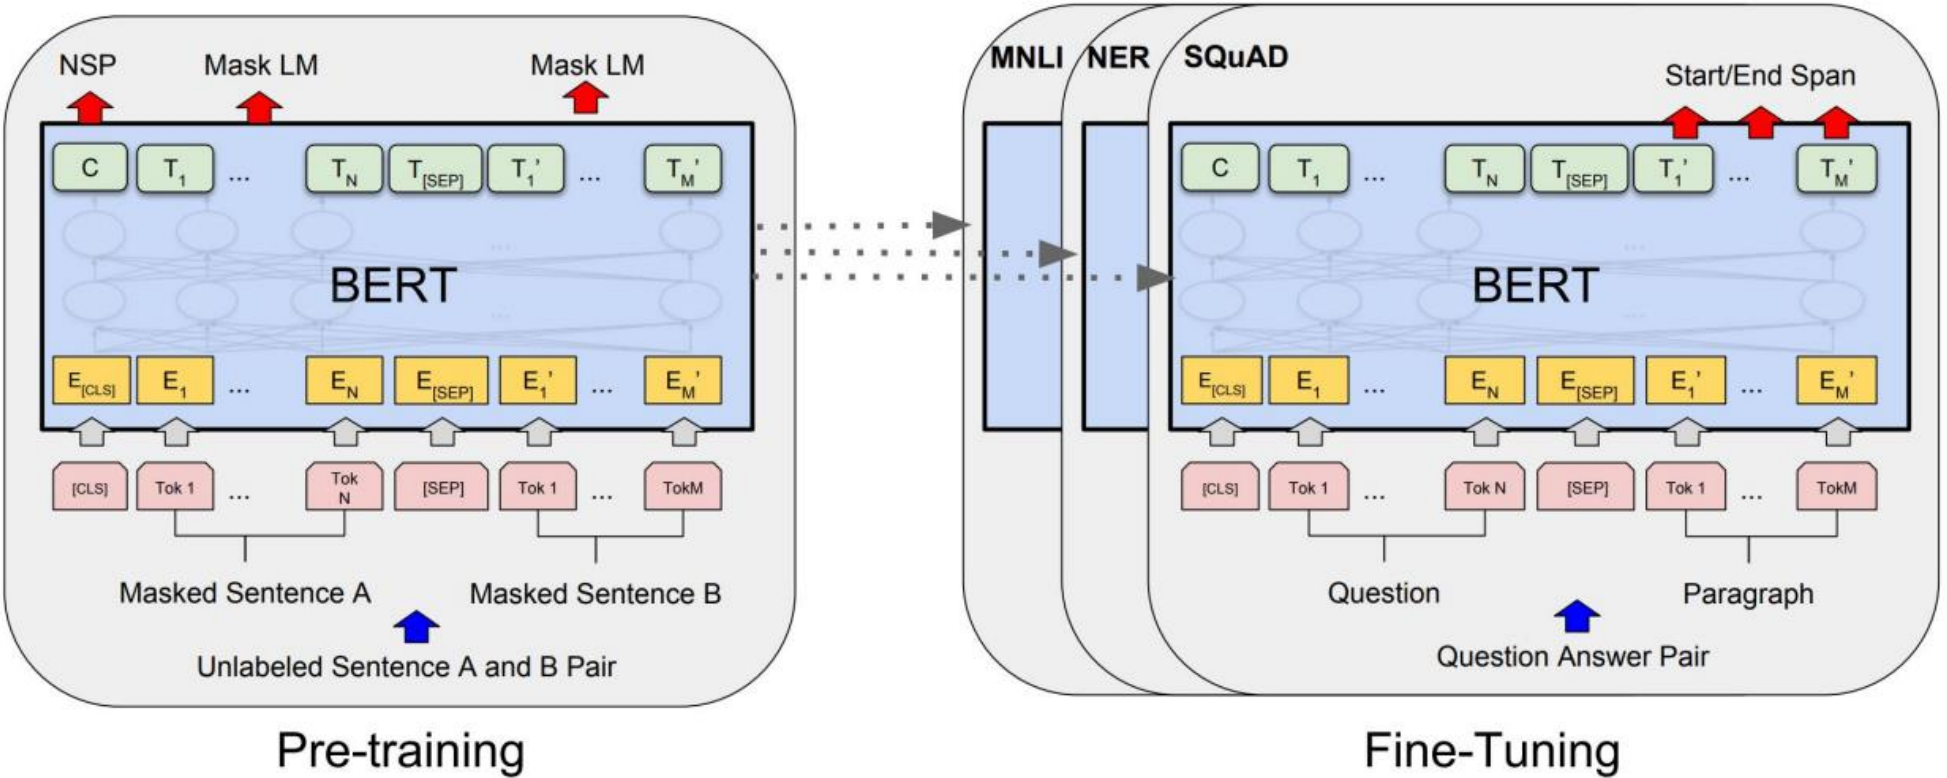 NSP Mask LM Mask LM
C T1 ... TN T[SEP] T1' ... TM'
BERT
E[CLS] E1 ... EN E[SEP] E1' ... EM'
[CLS] Tok 1 ... Tok N [SEP] Tok 1 ... TokM
Masked Sentence A Masked Sentence B
Unlabeled Sentence A and B Pair
Pre-training
MNLI NER SQuAD
Start/End Span
C T1 ... TN T[SEP] T1' ... TM'
BERT
E[CLS] E1 ... EN E[SEP] E1' ... EM'
[CLS] Tok 1 ... Tok N [SEP] Tok 1 ... TokM
Question Paragraph
Question Answer Pair
Fine-Tuning